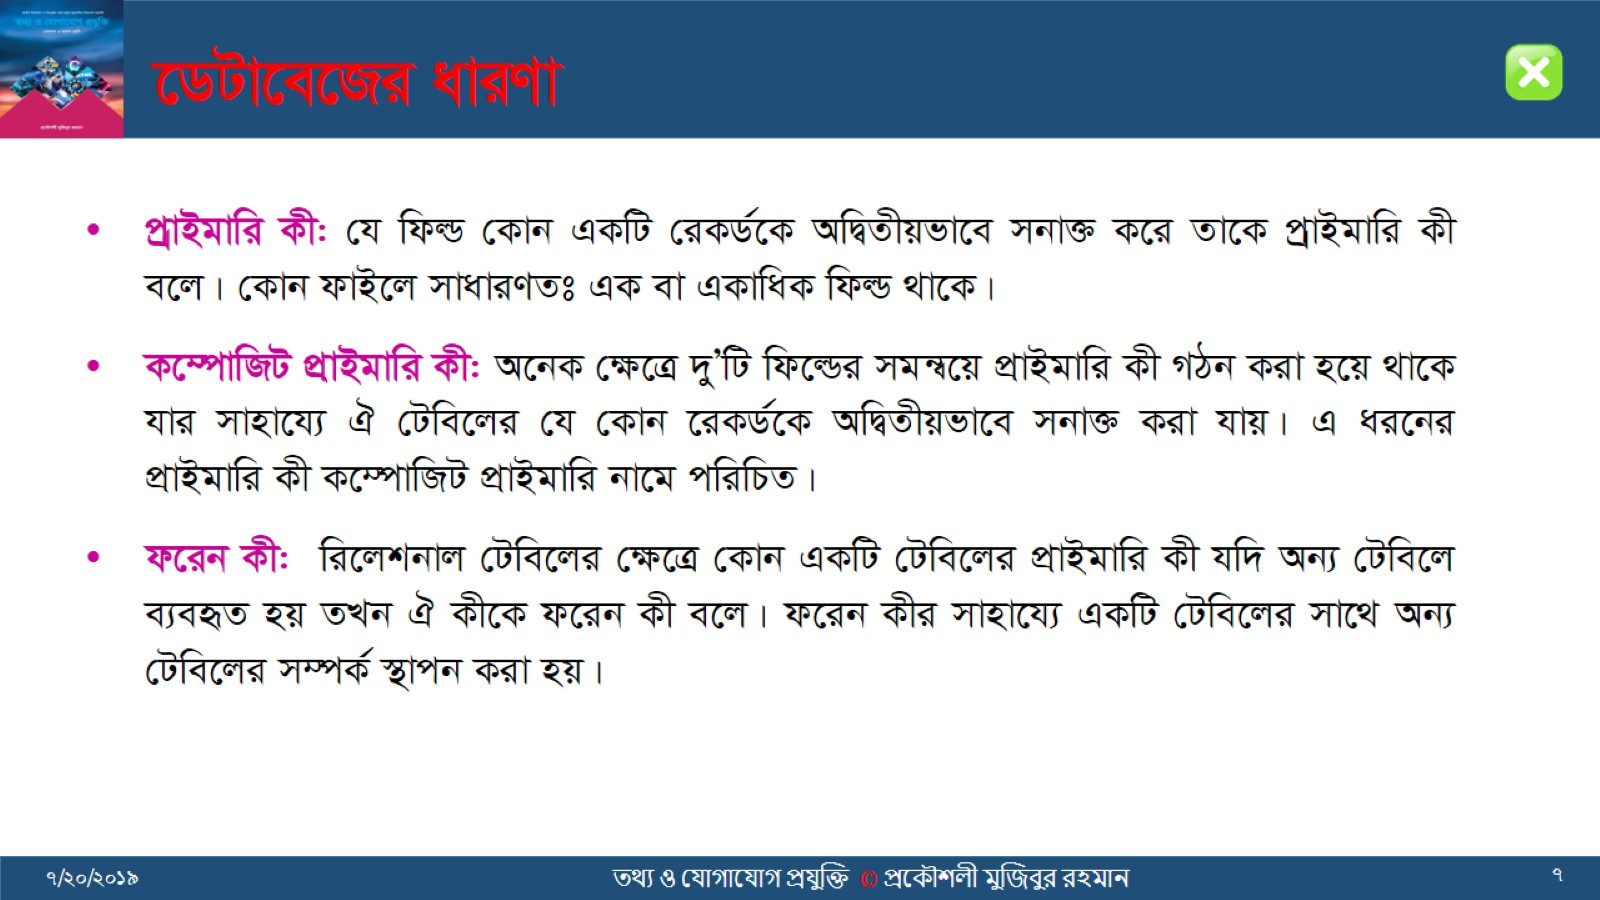 তথ্য ও যোগাযোগ প্রযুক্তি
ডেটাবেজের ধারণা
• প্রাইমারি কী: যে ফিল্ড কোন একটি রেকর্ডকে অদ্বিতীয়ভাবে সনাক্ত করে তাকে প্রাইমারি কী
বলে। কোন ফাইলে সাধারণতঃ এক বা একাধিক ফিল্ড থাকে।
• কম্পোজিট প্রাইমারি কী: অনেক ক্ষেত্রে দু’টি ফিল্ডের সমন্বয়ে প্রাইমারি কী গঠন করা হয়ে থাকে
যার সাহায্যে ঐ টেবিলের যে কোন রেকর্ডকে অদ্বিতীয়ভাবে সনাক্ত করা যায়। এ ধরনের
প্রাইমারি কী কম্পোজিট প্রাইমারি নামে পরিচিত।
• ফরেন কী: রিলেশনাল টেবিলের ক্ষেত্রে কোন একটি টেবিলের প্রাইমারি কী যদি অন্য টেবিলে
ব্যবহৃত হয় তখন ঐ কীকে ফরেন কী বলে। ফরেন কীর সাহায্যে একটি টেবিলের সাথে অন্য
টেবিলের সম্পর্ক স্থাপন করা হয়।
৭/২০/২০১৯
তথ্য ও যোগাযোগ প্রযুক্তি © প্রকৌশলী মুজিবুর রহমান
৭